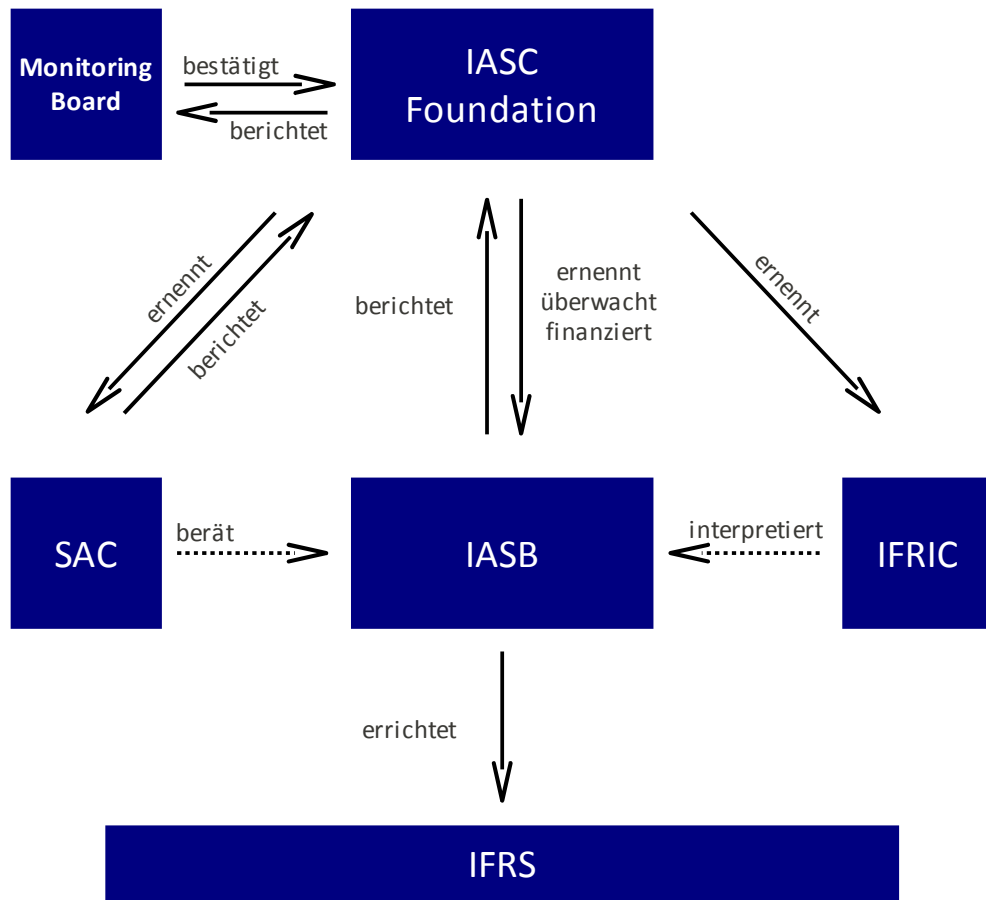 Monitoring
Board
bestätigt
berichtet
IASC
Foundation
ernennt
berichtet
berichtet
ernennt
überwacht
finanziert
ernennt
SAC
berät
IASB
interpretiert
IFRIC
errichtet
IFRS